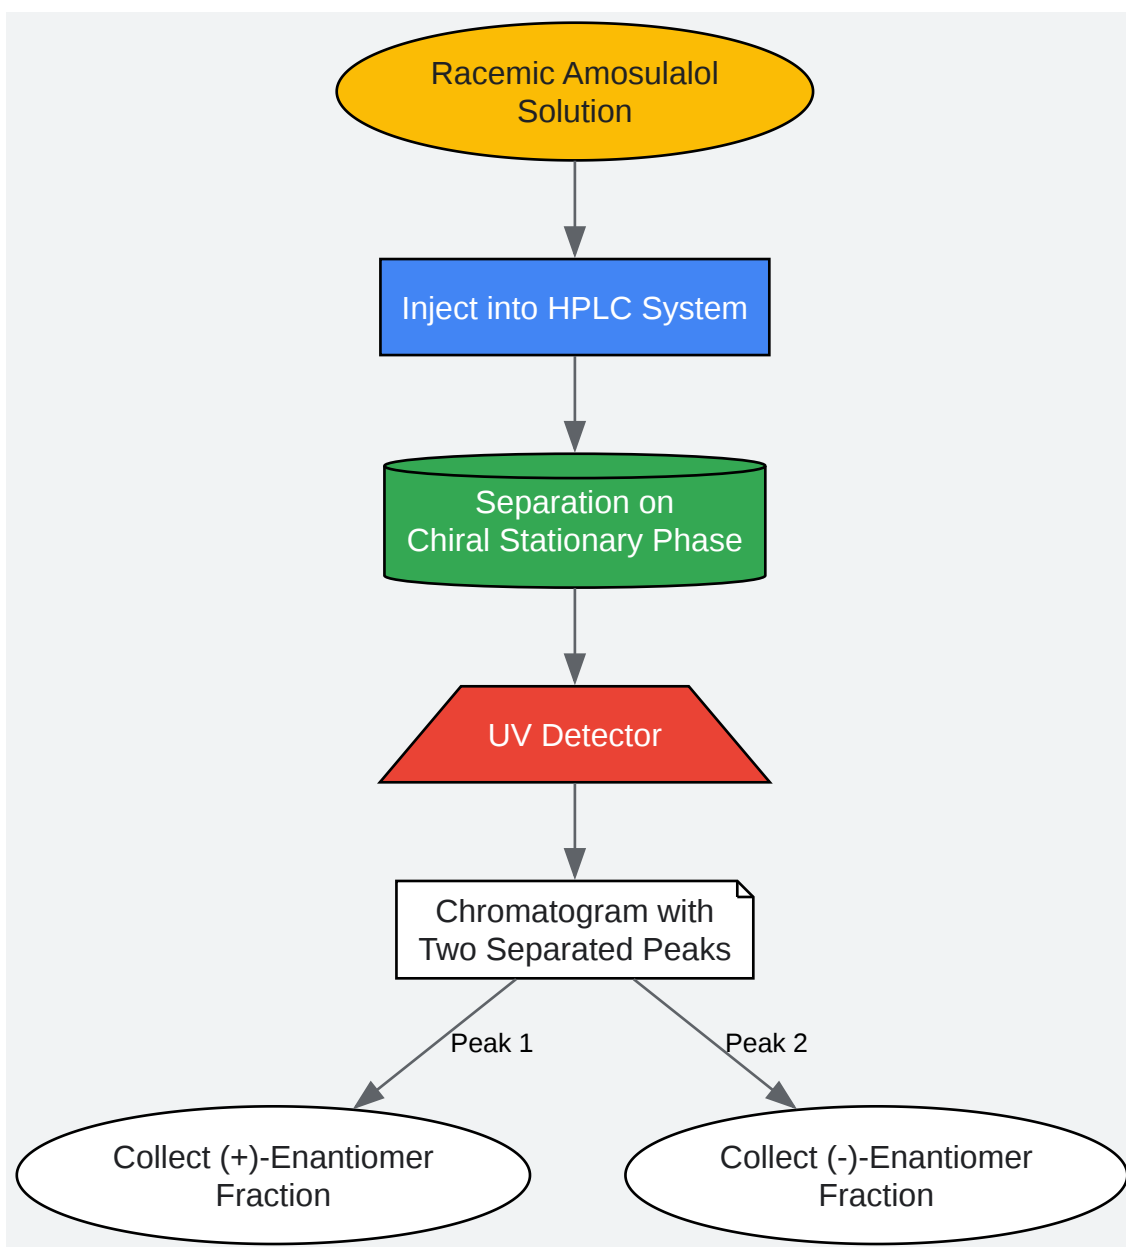 Racemic Amosulalol
Solution
Inject into HPLC System
Separation on
Chiral Stationary Phase
UV Detector
Chromatogram with
Two Separated Peaks
Peak 1
Peak 2
Collect (+)-Enantiomer
Fraction
Collect (-)-Enantiomer
Fraction